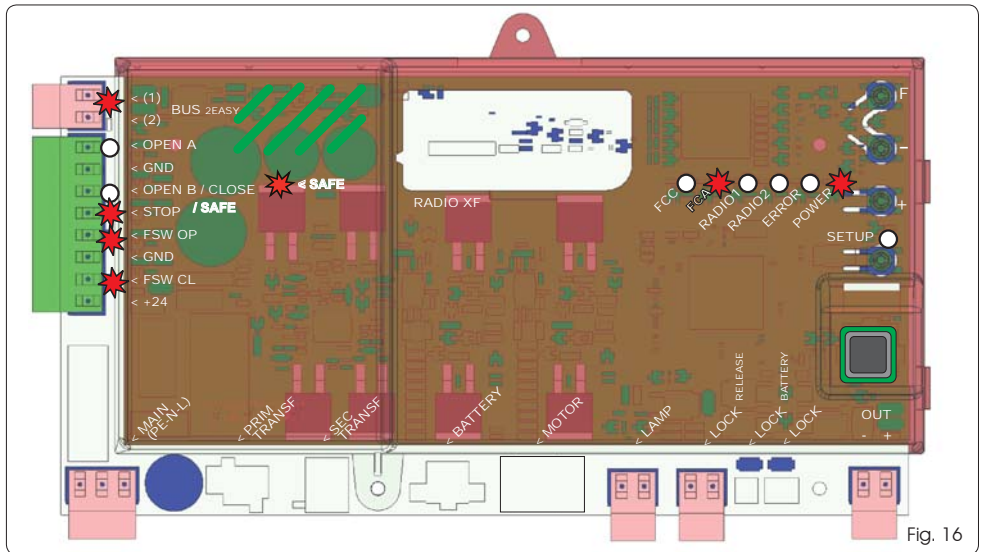 < (1)
BUS 2EASY
< (2)
< OPEN A
< GND
< OPEN B / CLOSE
< SAFE
/ SAFE
< STOP
< FSW OP
< GND
< FSW CL
< +24
RADIO XF
FCC
FCA
RADIO1
RADIO2
ERROR
POWER
F
-
+
SETUP
< MAIN
(PE-N-L)
< PRIM
TRANSF
< SEC
TRANSF
< BATTERY
< MOTOR
< LAMP
< LOCK RELEASE
< LOCK BATTERY
< LOCK
OUT
- +
Fig. 16